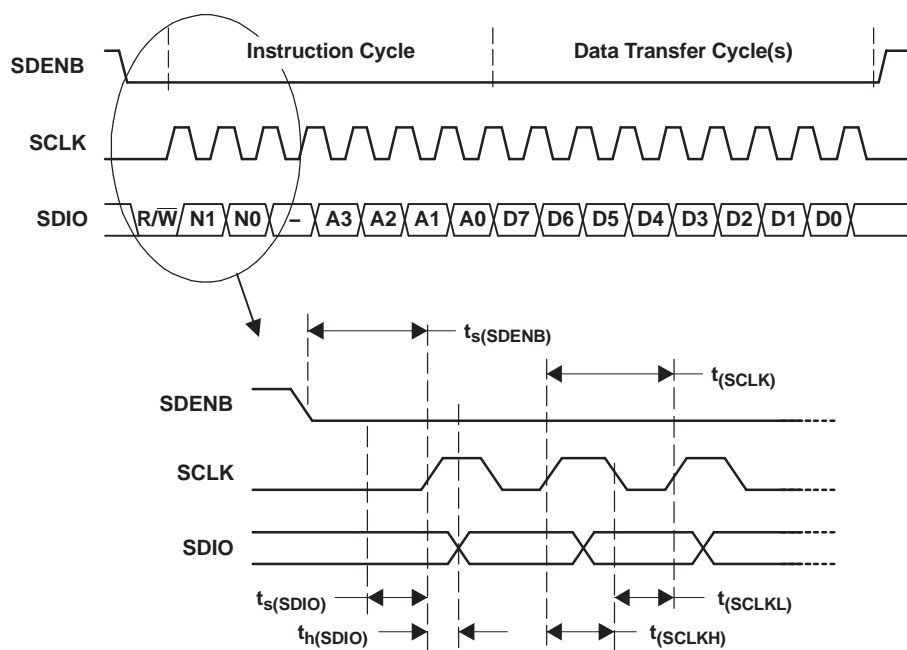 Instruction Cycle Data Transfer Cycle(s)
SDENB
SCLK
SDIO R/W̅ N1 N0 – A3 A2 A1 A0 D7 D6 D5 D4 D3 D2 D1 D0
ts(SDENB)
t(SCLK)
SDENB
SCLK
SDIO
ts(SDIO) t(SCLKL)
th(SDIO) t(SCLKH)